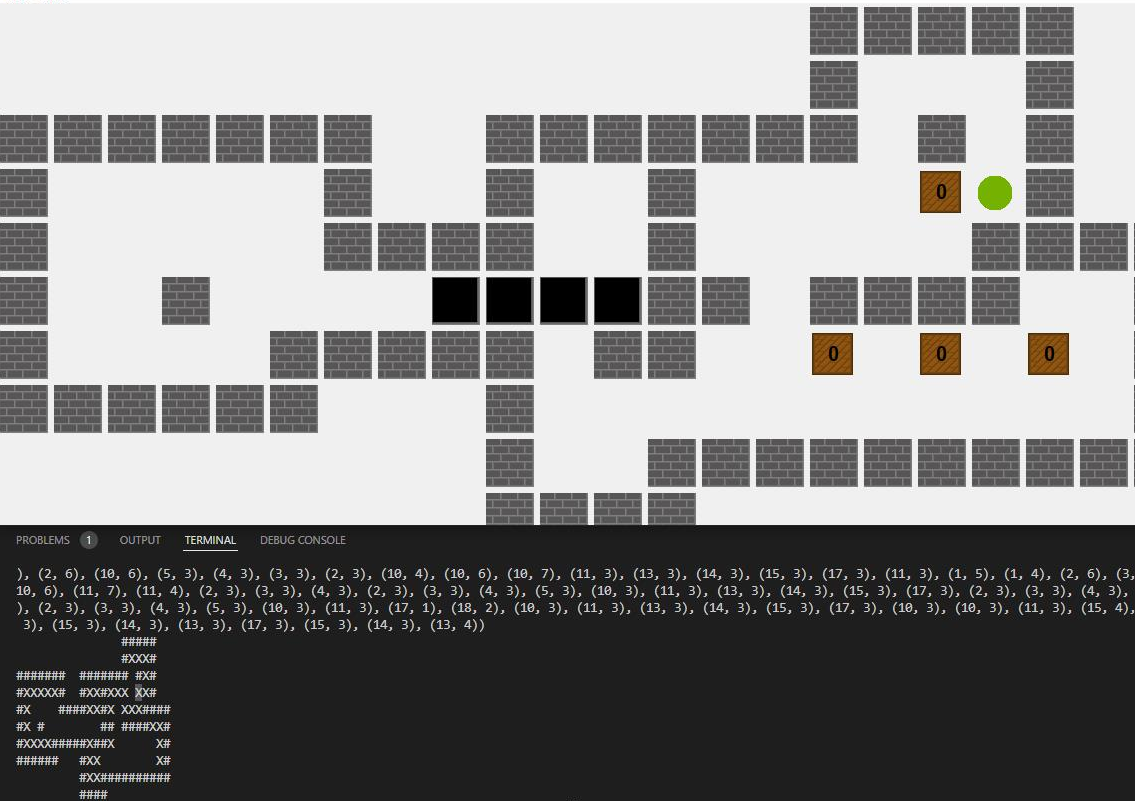 0
0 0 0
PROBLEMS 1 OUTPUT TERMINAL DEBUG CONSOLE
), (2, 6), (10, 6), (5, 3), (4, 3), (3, 3), (2, 3), (10, 4), (10, 6), (10, 7), (11, 3), (13, 3), (14, 3), (15, 3), (17, 3), (11, 3), (1, 5), (1, 4), (2, 6), (3,
10, 6), (11, 7), (11, 4), (2, 3), (3, 3), (4, 3), (2, 3), (3, 3), (4, 3), (5, 3), (10, 3), (11, 3), (13, 3), (14, 3), (15, 3), (17, 3), (2, 3), (3, 3), (4, 3),
), (2, 3), (3, 3), (4, 3), (5, 3), (10, 3), (11, 3), (17, 1), (18, 2), (10, 3), (11, 3), (13, 3), (14, 3), (15, 3), (17, 3), (10, 3), (10, 3), (11, 3), (15, 4),
 3), (15, 3), (14, 3), (13, 3), (17, 3), (15, 3), (14, 3), (13, 4))
               #####
               #XXX#
#######  ####### #X#
#XXXXX#  #XX#XXX XX#
#X    ####XX#X XXX####
#X #        ## ####XX#
#XXXX#####X##X      X#
######   #XX        X#
         #XX##########
         ####